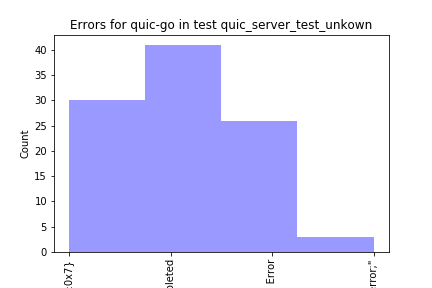 Errors for quic-go in test quic_server_test_unkown
40
35
30
25
20
15
10
5
0
Count
:0x7}
pleted
Error
error;"